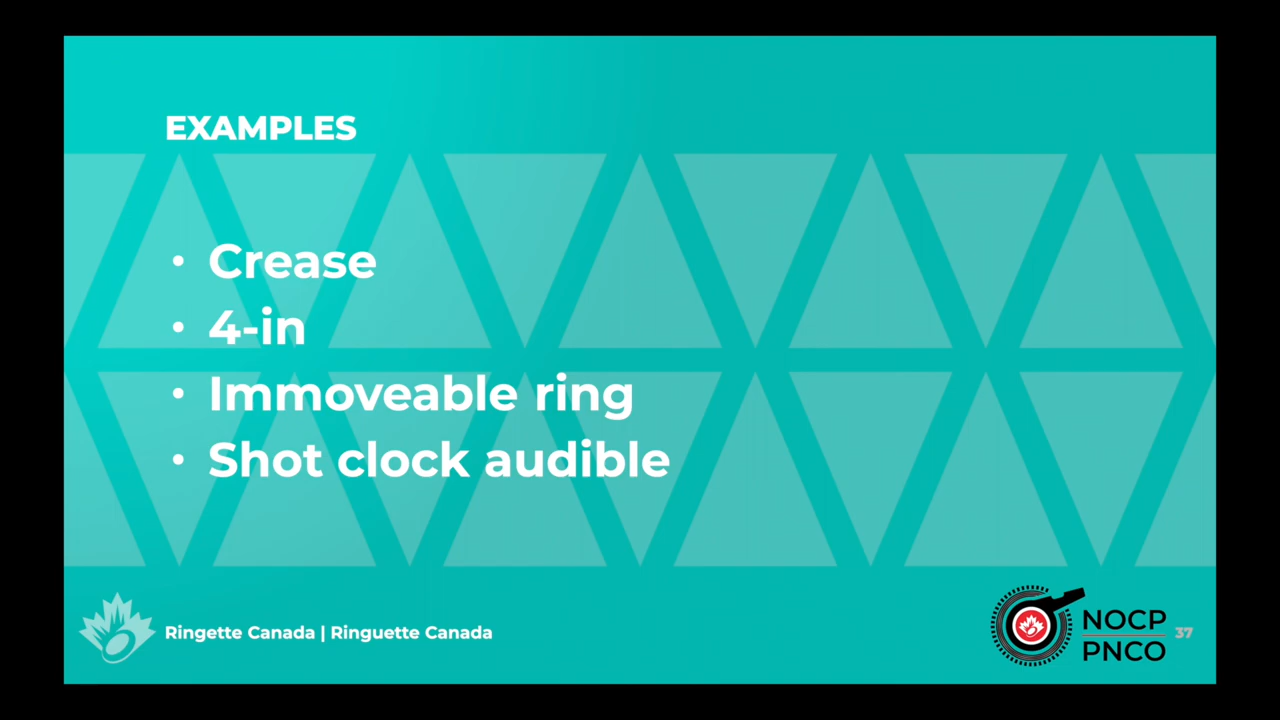 EXAMPLES
• Crease
• 4-in
• Immoveable ring
• Shot clock audible
Ringette Canada | Ringuette Canada
NOCP
PNCO
37